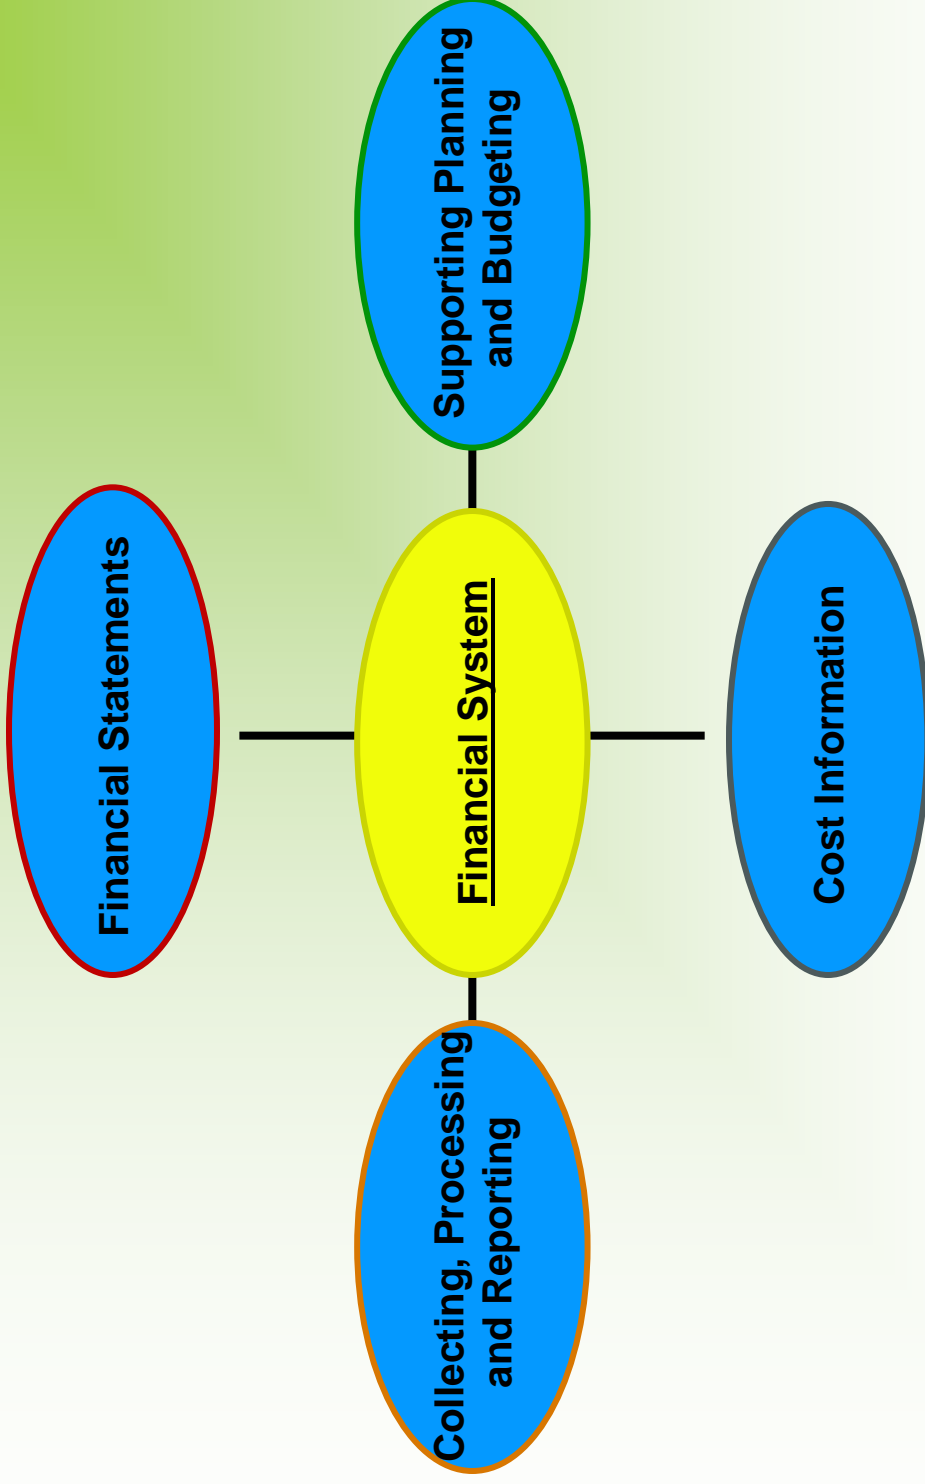 Financial Statements
Collecting, Processing
and Reporting
Financial System
Supporting Planning
and Budgeting
Cost Information